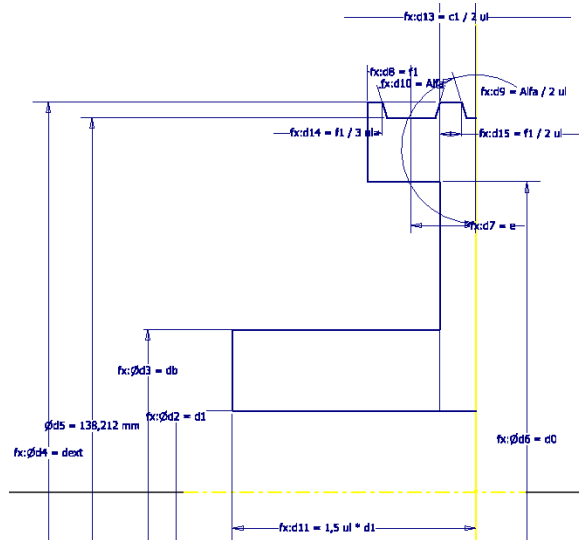 fx:d13 = c1 / 2 ul
fx:d8 = f1
fx:d10 = Alfa
fx:d9 = Alfa / 2 ul
fx:d14 = f1 / 3 ul
fx:d15 = f1 / 2 ul
fx:d7 = e
fx:Ød3 = db
fx:Ød2 = d1
Ød5 = 138,212 mm
fx:Ød6 = d0
fx:Ød4 = dext
fx:d11 = 1,5 ul * d1